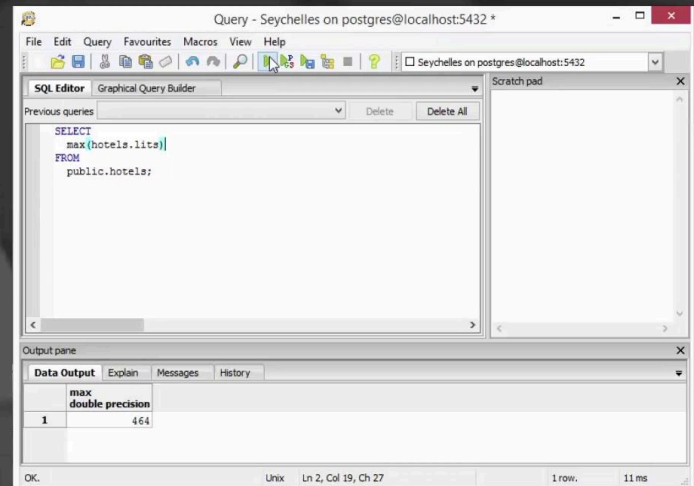 Query - Seychelles on postgres@localhost:5432 *
File Edit Query Favourites Macros View Help
Seychelles on postgres@localhost:5432
SQL Editor Graphical Query Builder
Scratch pad
Previous queries Delete Delete All
SELECT
max(hotels.lits)
FROM
public.hotels;
Output pane
Data Output Explain Messages History
max
double precision
1 464
OK. Unix Ln 2, Col 19, Ch 27 1 row. 11 ms